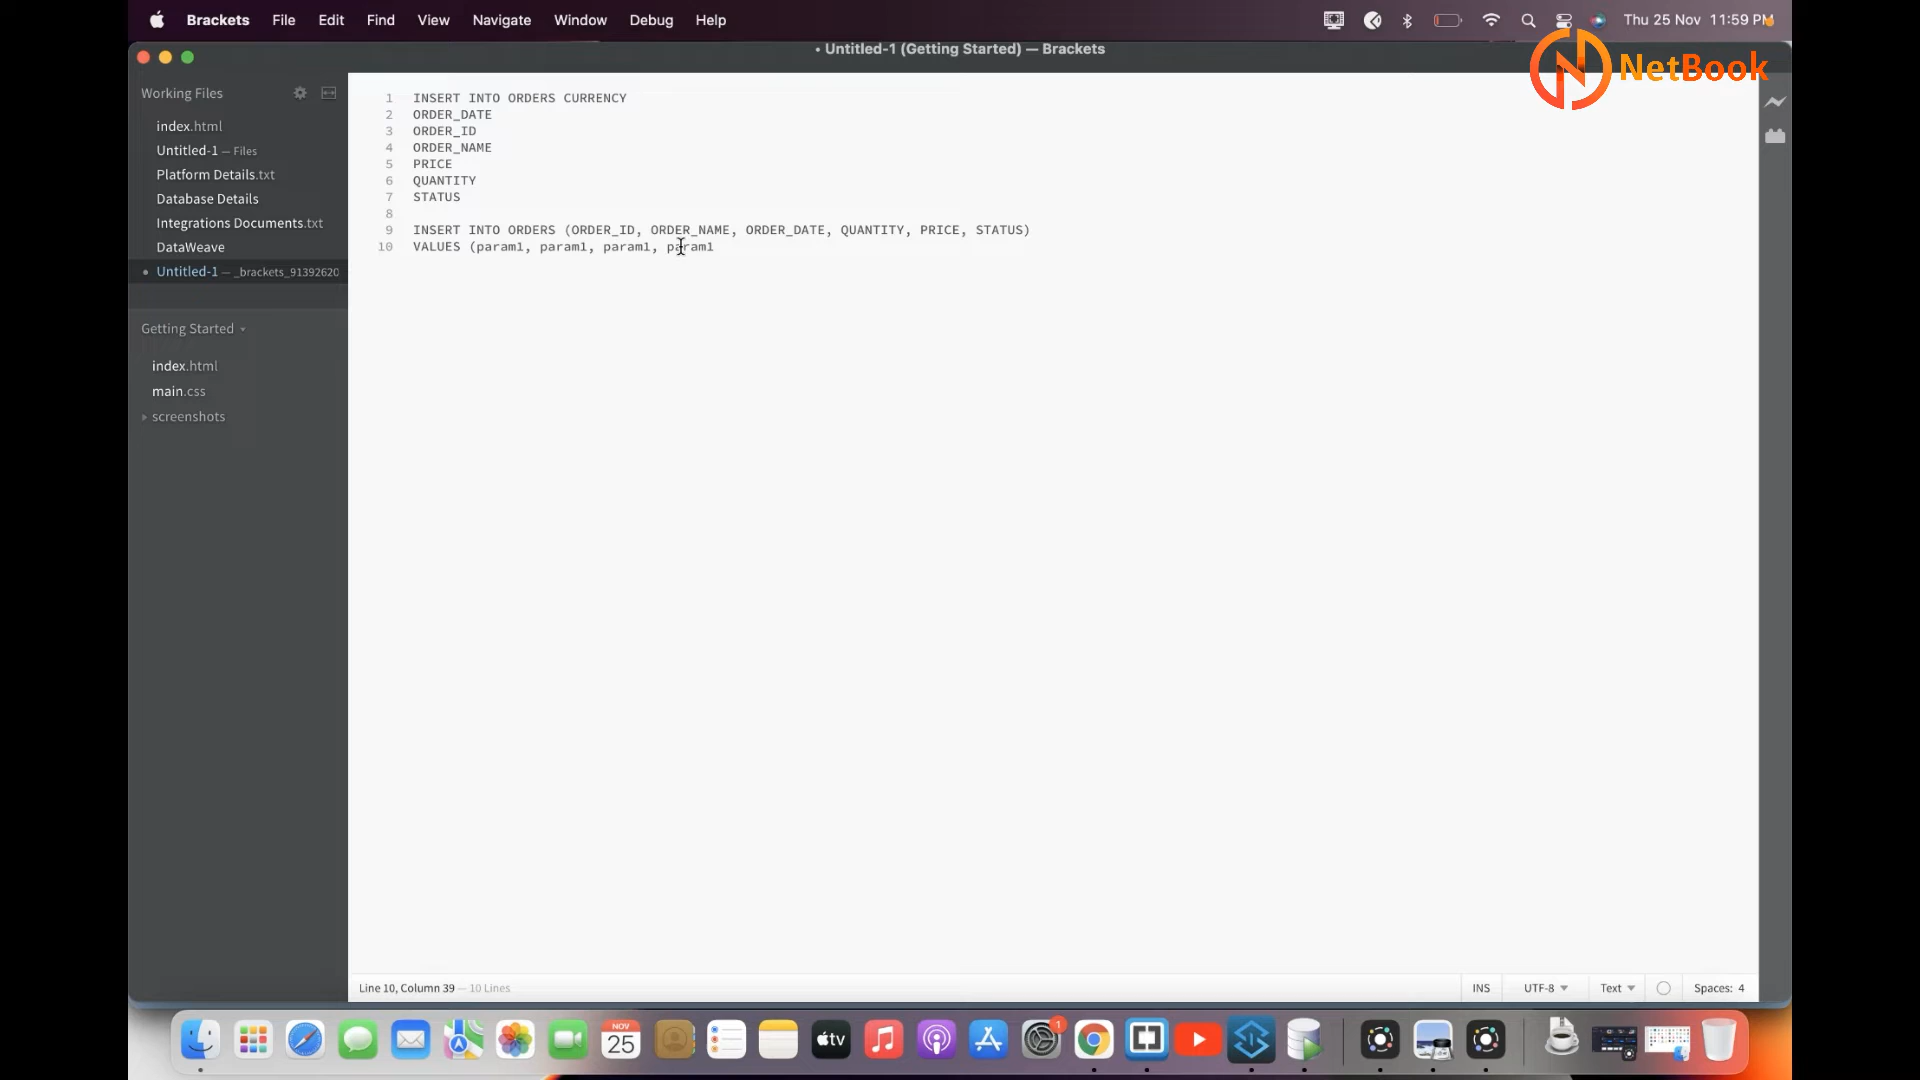 Brackets File Edit Find View Navigate Window Debug Help Thu 25 Nov 11:59 PM
• Untitled-1 (Getting Started) — Brackets
NetBook
Working Files
index.html
Untitled-1 — Files
Platform Details.txt
Database Details
Integrations Documents.txt
DataWeave
• Untitled-1 — _brackets_91392620
Getting Started
index.html
main.css
screenshots
1 INSERT INTO ORDERS CURRENCY
2 ORDER_DATE
3 ORDER_ID
4 ORDER_NAME
5 PRICE
6 QUANTITY
7 STATUS
8
9 INSERT INTO ORDERS (ORDER_ID, ORDER_NAME, ORDER_DATE, QUANTITY, PRICE, STATUS)
10 VALUES (param1, param1, param1, param1
Line 10, Column 39 — 10 Lines INS UTF-8 Text Spaces: 4
NOV
25
tv
1